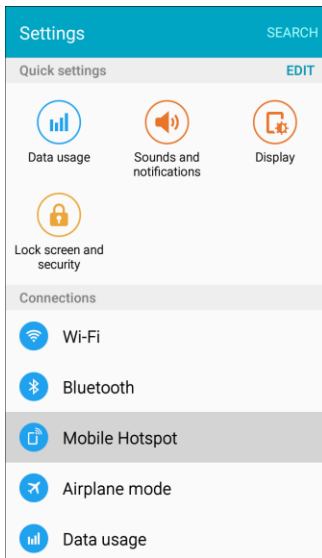 Settings SEARCH
Quick settings EDIT
Data usage Sounds and notifications Display
Lock screen and security
Connections
Wi-Fi
Bluetooth
Mobile Hotspot
Airplane mode
Data usage